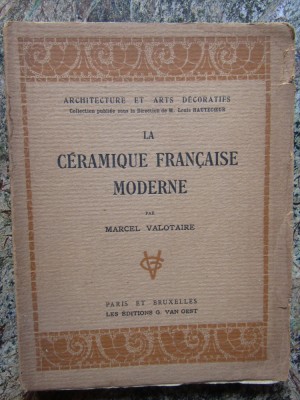 ARCHITECTURE ET ARTS DÉCORATIFS
Collection publiée sous la Direction de M. Louis HAUTECŒUR
LA
CÉRAMIQUE FRANÇAISE
MODERNE
PAR
MARCEL VALOTAIRE
PARIS ET BRUXELLES
LES ÉDITIONS G. VAN OEST